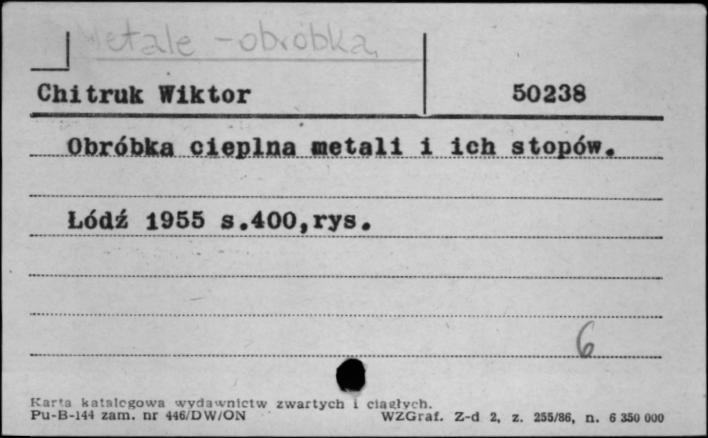 Metale - obróbka
Chitruk Wiktor 50238
Obróbka cieplna metali i ich stopów.
Łódź 1955 s.400,rys.
6
Karta katalogowa wydawnictw zwartych i ciągłych.
Pu-B-144 zam. nr 446/DW/ON WZGraf. Z-d 2, z. 255/86, n. 6 350 000